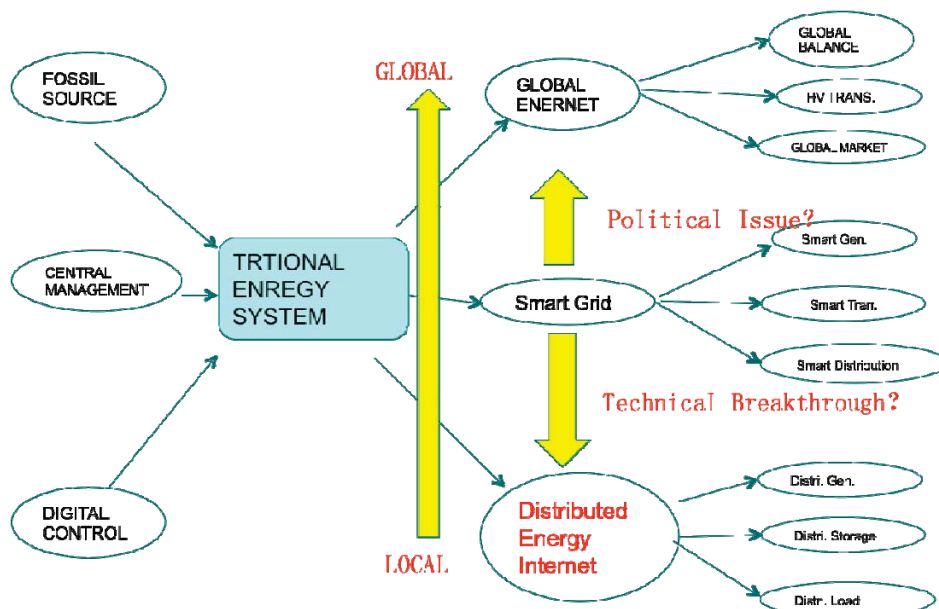 FOSSIL
SOURCE
CENTRAL
MANAGEMENT
DIGITAL
CONTROL
TRTIONAL
ENREGY
SYSTEM
GLOBAL
LOCAL
GLOBAL
ENERNET
Political Issue?
Smart Grid
Technical Breakthrough?
Distributed
Energy
Internet
GLOBAL
BALANCE
HV TRANS.
GLOBAL MARKET
Smart Gen.
Smart Tran.
Smart Distribution
Distri. Gen.
Distri. Storage
Distr. Load